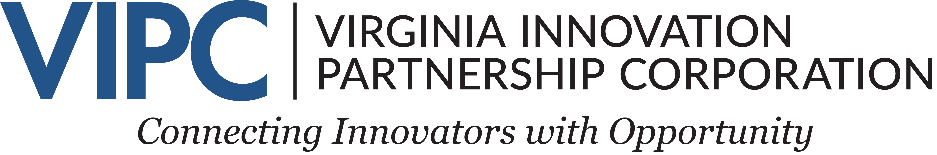 VIPC
VIRGINIA INNOVATION
PARTNERSHIP CORPORATION
Connecting Innovators with Opportunity